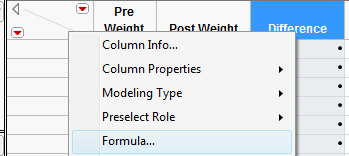 Pre
Weight Post Weight Difference
Column Info...
Column Properties
Modeling Type
Preselect Role
Formula...